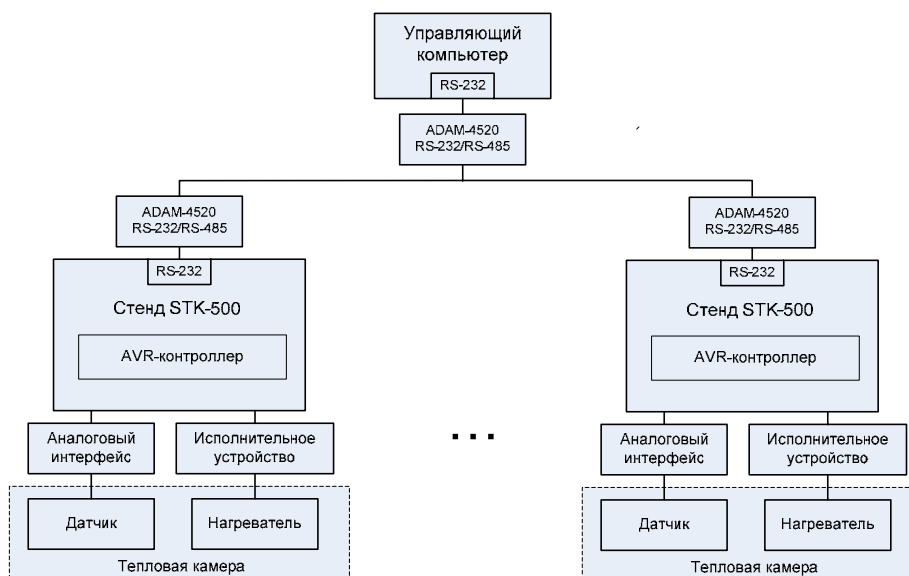 Управляющий
компьютер
RS-232
ADAM-4520
RS-232/RS-485
ADAM-4520
RS-232/RS-485
RS-232
Стенд STK-500
AVR-контроллер
Аналоговый
интерфейс
Исполнительное
устройство
Датчик
Нагреватель
Тепловая камера
...
ADAM-4520
RS-232/RS-485
RS-232
Стенд STK-500
AVR-контроллер
Аналоговый
интерфейс
Исполнительное
устройство
Датчик
Нагреватель
Тепловая камера